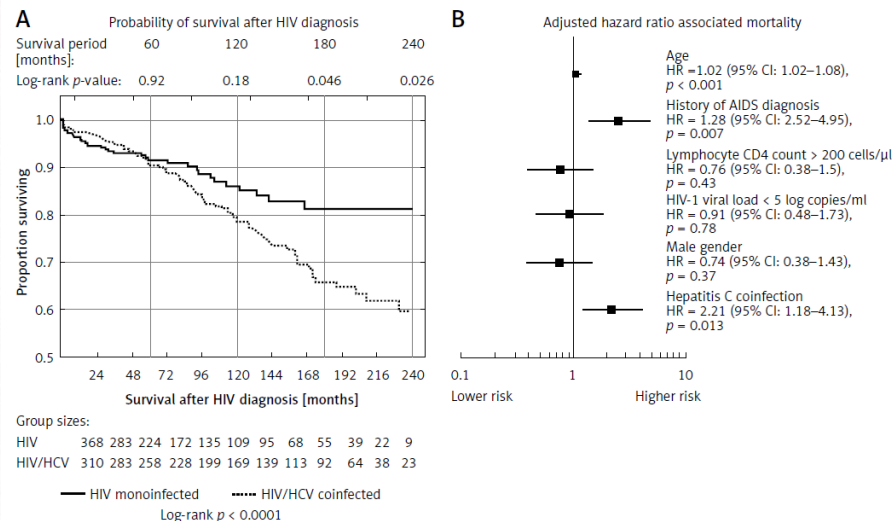 A
Probability of survival after HIV diagnosis
Survival period [months]: 60 120 180 240
Log-rank p-value: 0.92 0.18 0.046 0.026
Proportion surviving
1.0
0.9
0.8
0.7
0.6
0.5
24 48 72 96 120 144 168 192 216 240
Survival after HIV diagnosis [months]
Group sizes:
HIV 368 283 224 172 135 109 95 68 55 39 22 9
HIV/HCV 310 283 258 228 199 169 139 113 92 64 38 23
HIV monoinfected HIV/HCV coinfected
Log-rank p < 0.0001
B
Adjusted hazard ratio associated mortality
Age
HR =1.02 (95% CI: 1.02–1.08),
p < 0.001
History of AIDS diagnosis
HR = 1.28 (95% CI: 2.52–4.95),
p = 0.007
Lymphocyte CD4 count > 200 cells/µl
HR = 0.76 (95% CI: 0.38–1.5),
p = 0.43
HIV-1 viral load < 5 log copies/ml
HR = 0.91 (95% CI: 0.48–1.73),
p = 0.78
Male gender
HR = 0.74 (95% CI: 0.38–1.43),
p = 0.37
Hepatitis C coinfection
HR = 2.21 (95% CI: 1.18–4.13),
p = 0.013
0.1 1 10
Lower risk Higher risk